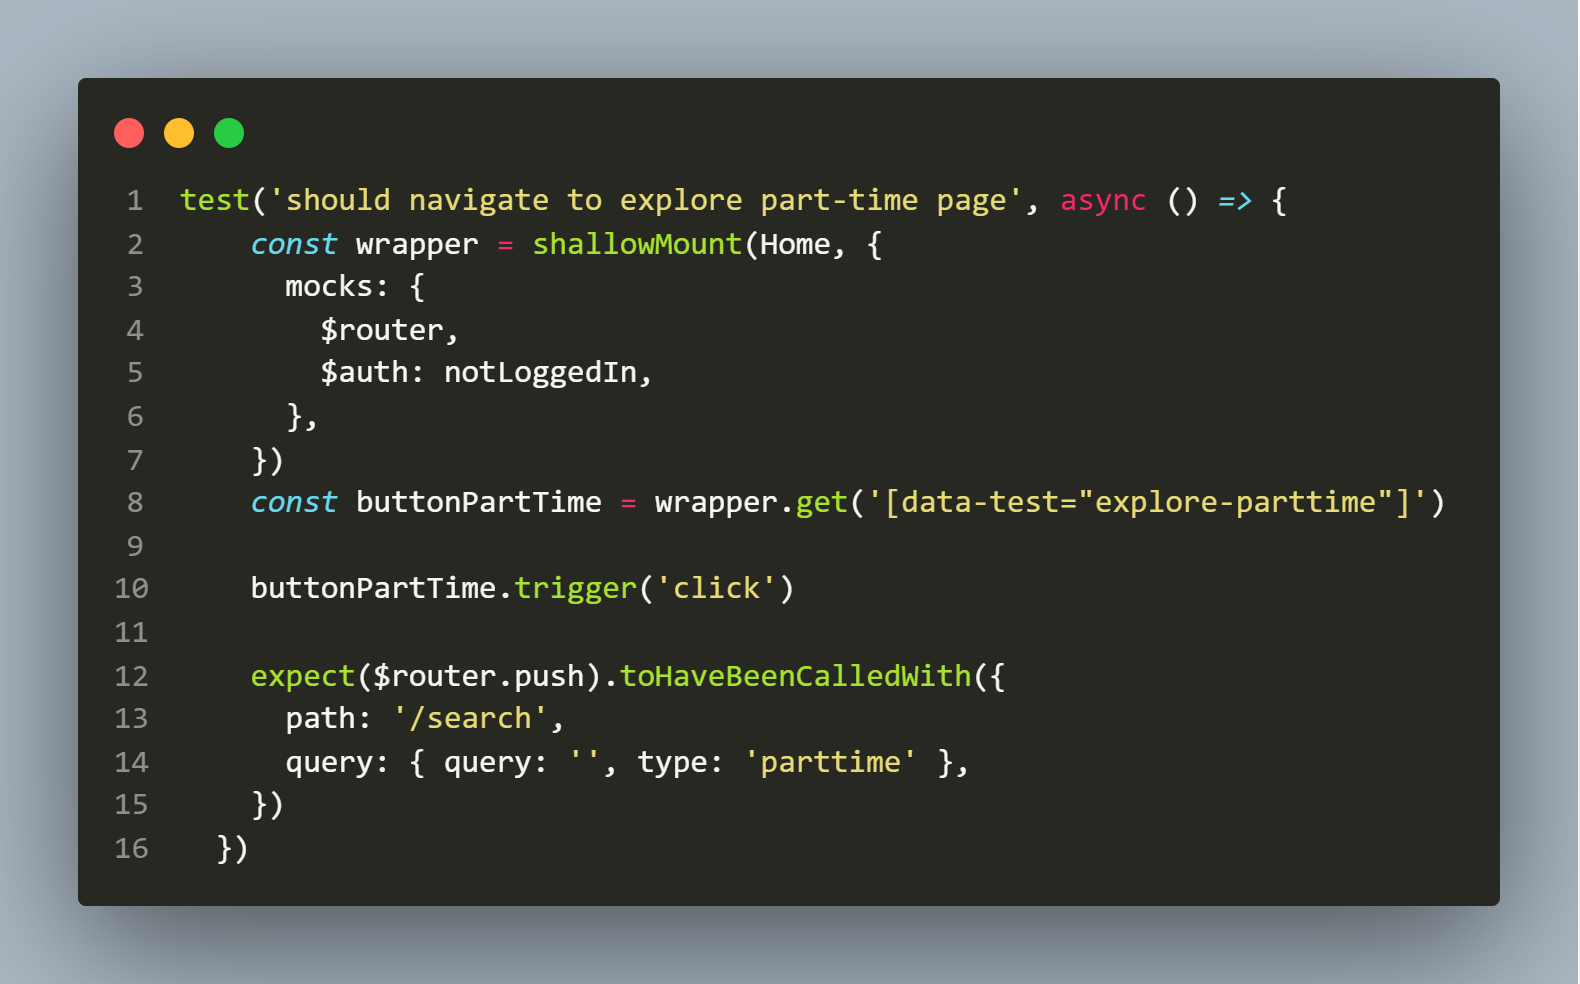 1 test('should navigate to explore part-time page', async () => {
2     const wrapper = shallowMount(Home, {
3       mocks: {
4         $router,
5         $auth: notLoggedIn,
6       },
7     })
8     const buttonPartTime = wrapper.get('[data-test="explore-parttime"]')
9
10     buttonPartTime.trigger('click')
11
12     expect($router.push).toHaveBeenCalledWith({
13       path: '/search',
14       query: { query: '', type: 'parttime' },
15     })
16   })